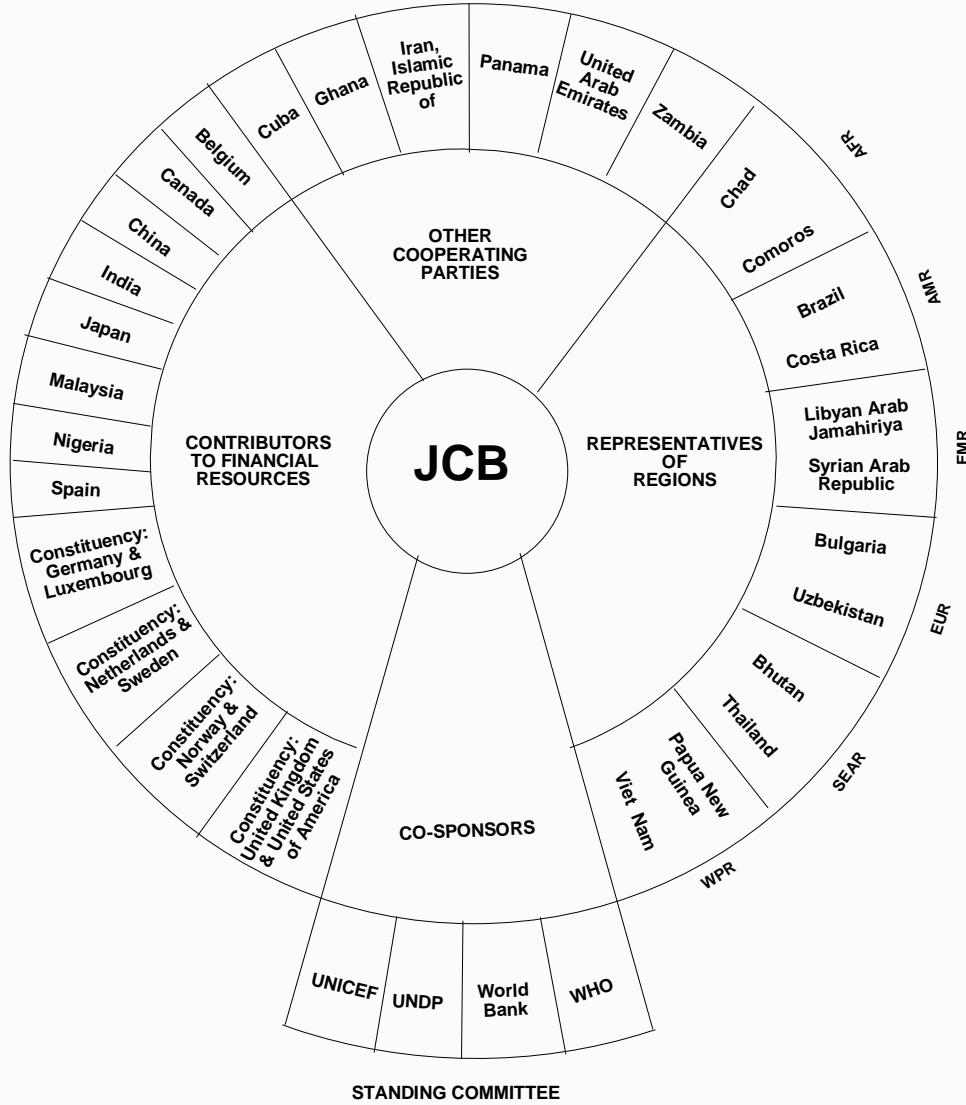 Iran,
Islamic
Republic
of
Panama
United
Arab
Emirates
Zambia
Ghana
Cuba
Belgium
Canada
China
India
Japan
Malaysia
Nigeria
Spain
Constituency:
Germany &
Luxembourg
Constituency:
Netherlands &
Sweden
Constituency:
Norway &
Switzerland
Constituency:
United Kingdom
& United States
of America
OTHER
COOPERATING
PARTIES
CONTRIBUTORS
TO FINANCIAL
RESOURCES
JCB
REPRESENTATIVES
OF
REGIONS
CO-SPONSORS
AFR
Chad
Comoros
AMR
Brazil
Costa Rica
EMR
Libyan Arab
Jamahiriya
Syrian Arab
Republic
EUR
Bulgaria
Uzbekistan
SEAR
Bhutan
Thailand
WPR
Papua New
Guinea
Viet Nam
UNICEF
UNDP
World
Bank
WHO
STANDING COMMITTEE